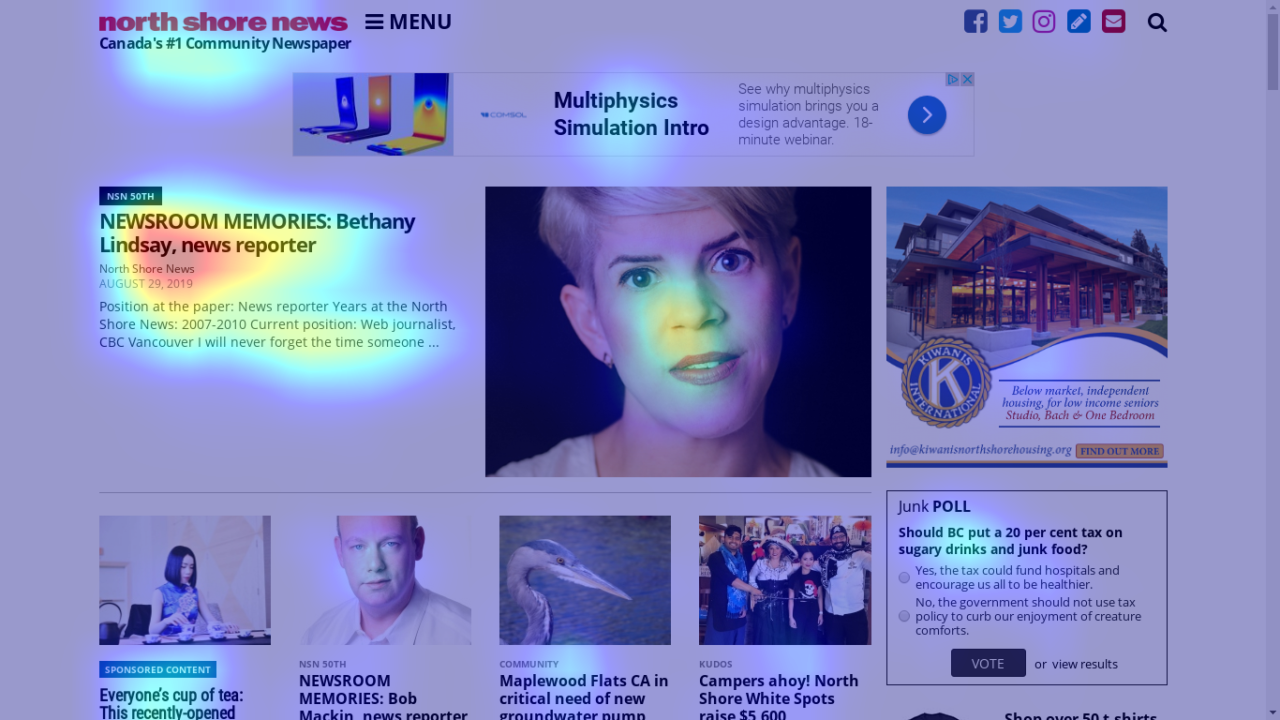 north shore news
MENU
Canada's #1 Community Newspaper
COMSOL
Multiphysics
Simulation Intro
See why multiphysics
simulation brings you a
design advantage. 18-
minute webinar.
NSN 50TH
NEWSROOM MEMORIES: Bethany
Lindsay, news reporter
North Shore News
AUGUST 29, 2019
Position at the paper: News reporter Years at the North
Shore News: 2007-2010 Current position: Web journalist,
CBC Vancouver I will never forget the time someone ...
KIWANIS
K
INTERNATIONAL
Below market, independent
housing, for low income seniors
Studio, Bach & One Bedroom
info@kiwanisnorthshorehousing.org
FIND OUT MORE
Junk POLL
Should BC put a 20 per cent tax on
sugary drinks and junk food?
Yes, the tax could fund hospitals and
encourage us all to be healthier.
No, the government should not use tax
policy to curb our enjoyment of creature
comforts.
VOTE
or view results
SPONSORED CONTENT
Everyone's cup of tea:
This recently-opened
NSN 50TH
NEWSROOM
MEMORIES: Bob
Mackin, news reporter
COMMUNITY
Maplewood Flats CA in
critical need of new
groundwater pump
KUDOS
Campers ahoy! North
Shore White Spots
raise $5,600
Shop over 50 t-shirts